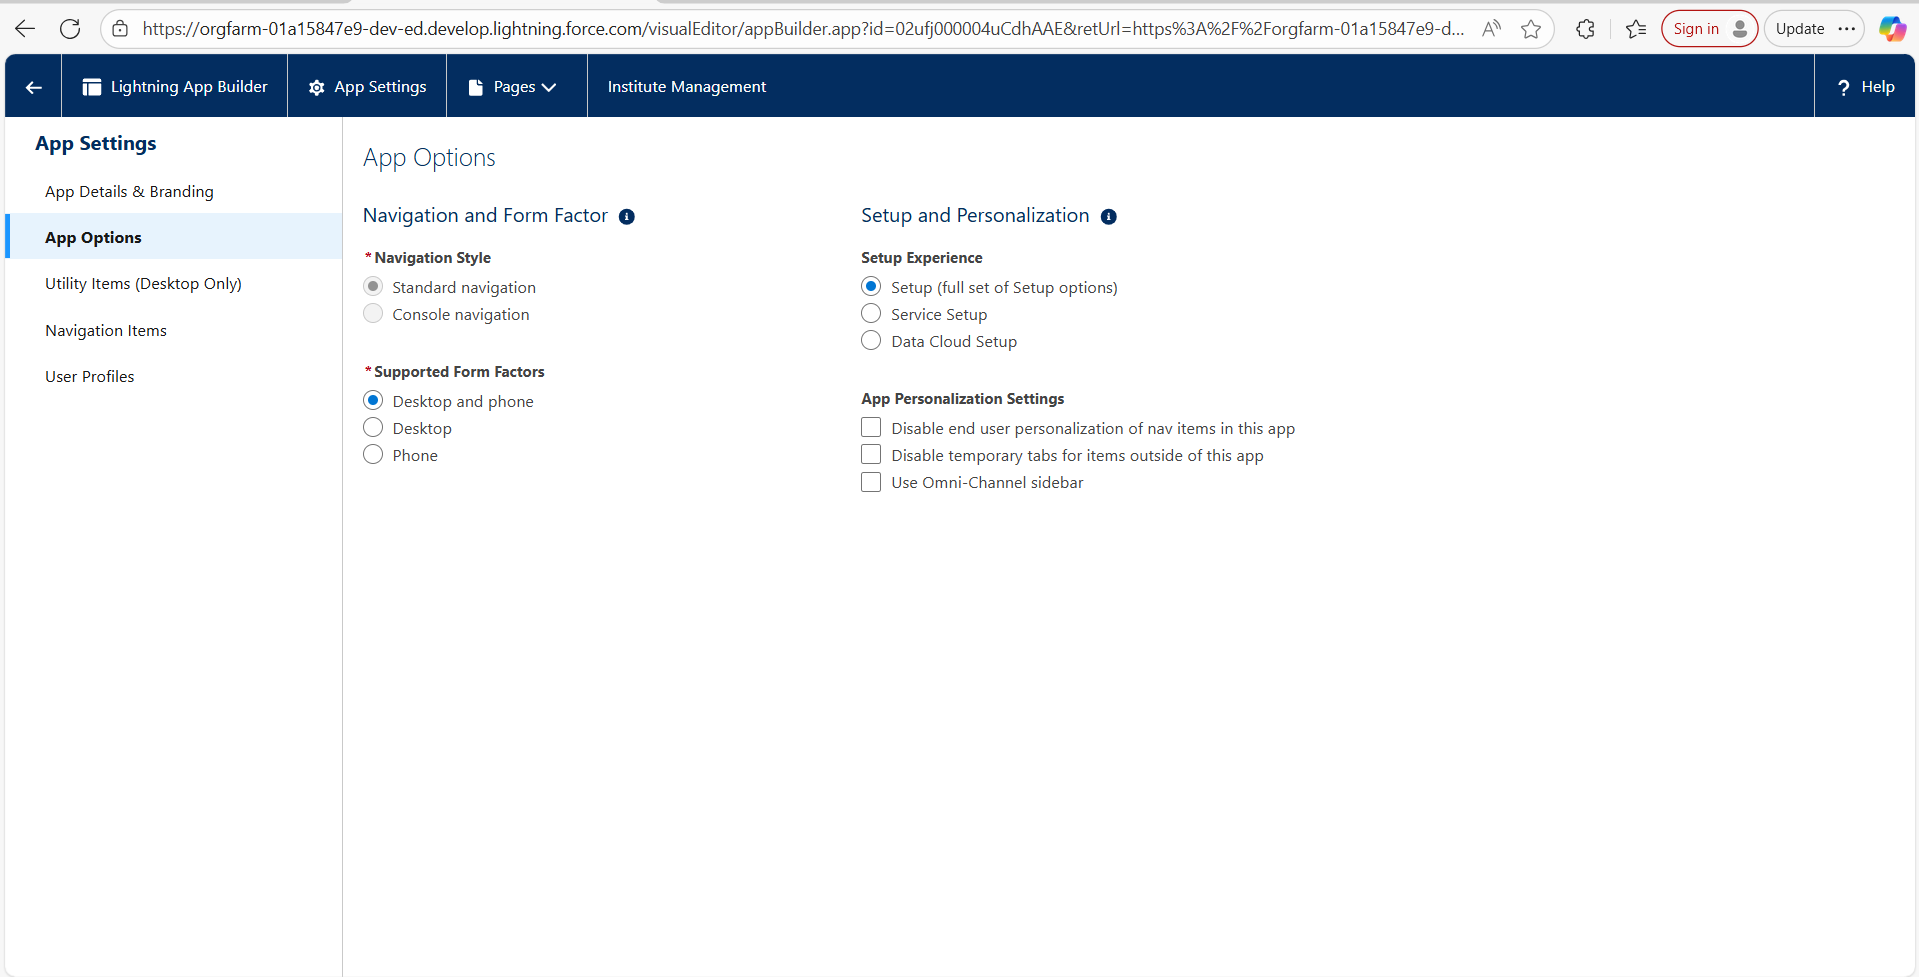 https://orgfarm-01a15847e9-dev-ed.develop.lightning.force.com/visualEditor/appBuilder.app?id=02ufj000004uCdhAAE&retUrl=https%3A%2F%2Forgfarm-01a15847e9-d...
Sign in
Update
Lightning App Builder
App Settings
Pages
Institute Management
? Help
App Settings
App Details & Branding
App Options
Utility Items (Desktop Only)
Navigation Items
User Profiles
App Options
Navigation and Form Factor
*Navigation Style
Standard navigation
Console navigation
*Supported Form Factors
Desktop and phone
Desktop
Phone
Setup and Personalization
Setup Experience
Setup (full set of Setup options)
Service Setup
Data Cloud Setup
App Personalization Settings
Disable end user personalization of nav items in this app
Disable temporary tabs for items outside of this app
Use Omni-Channel sidebar